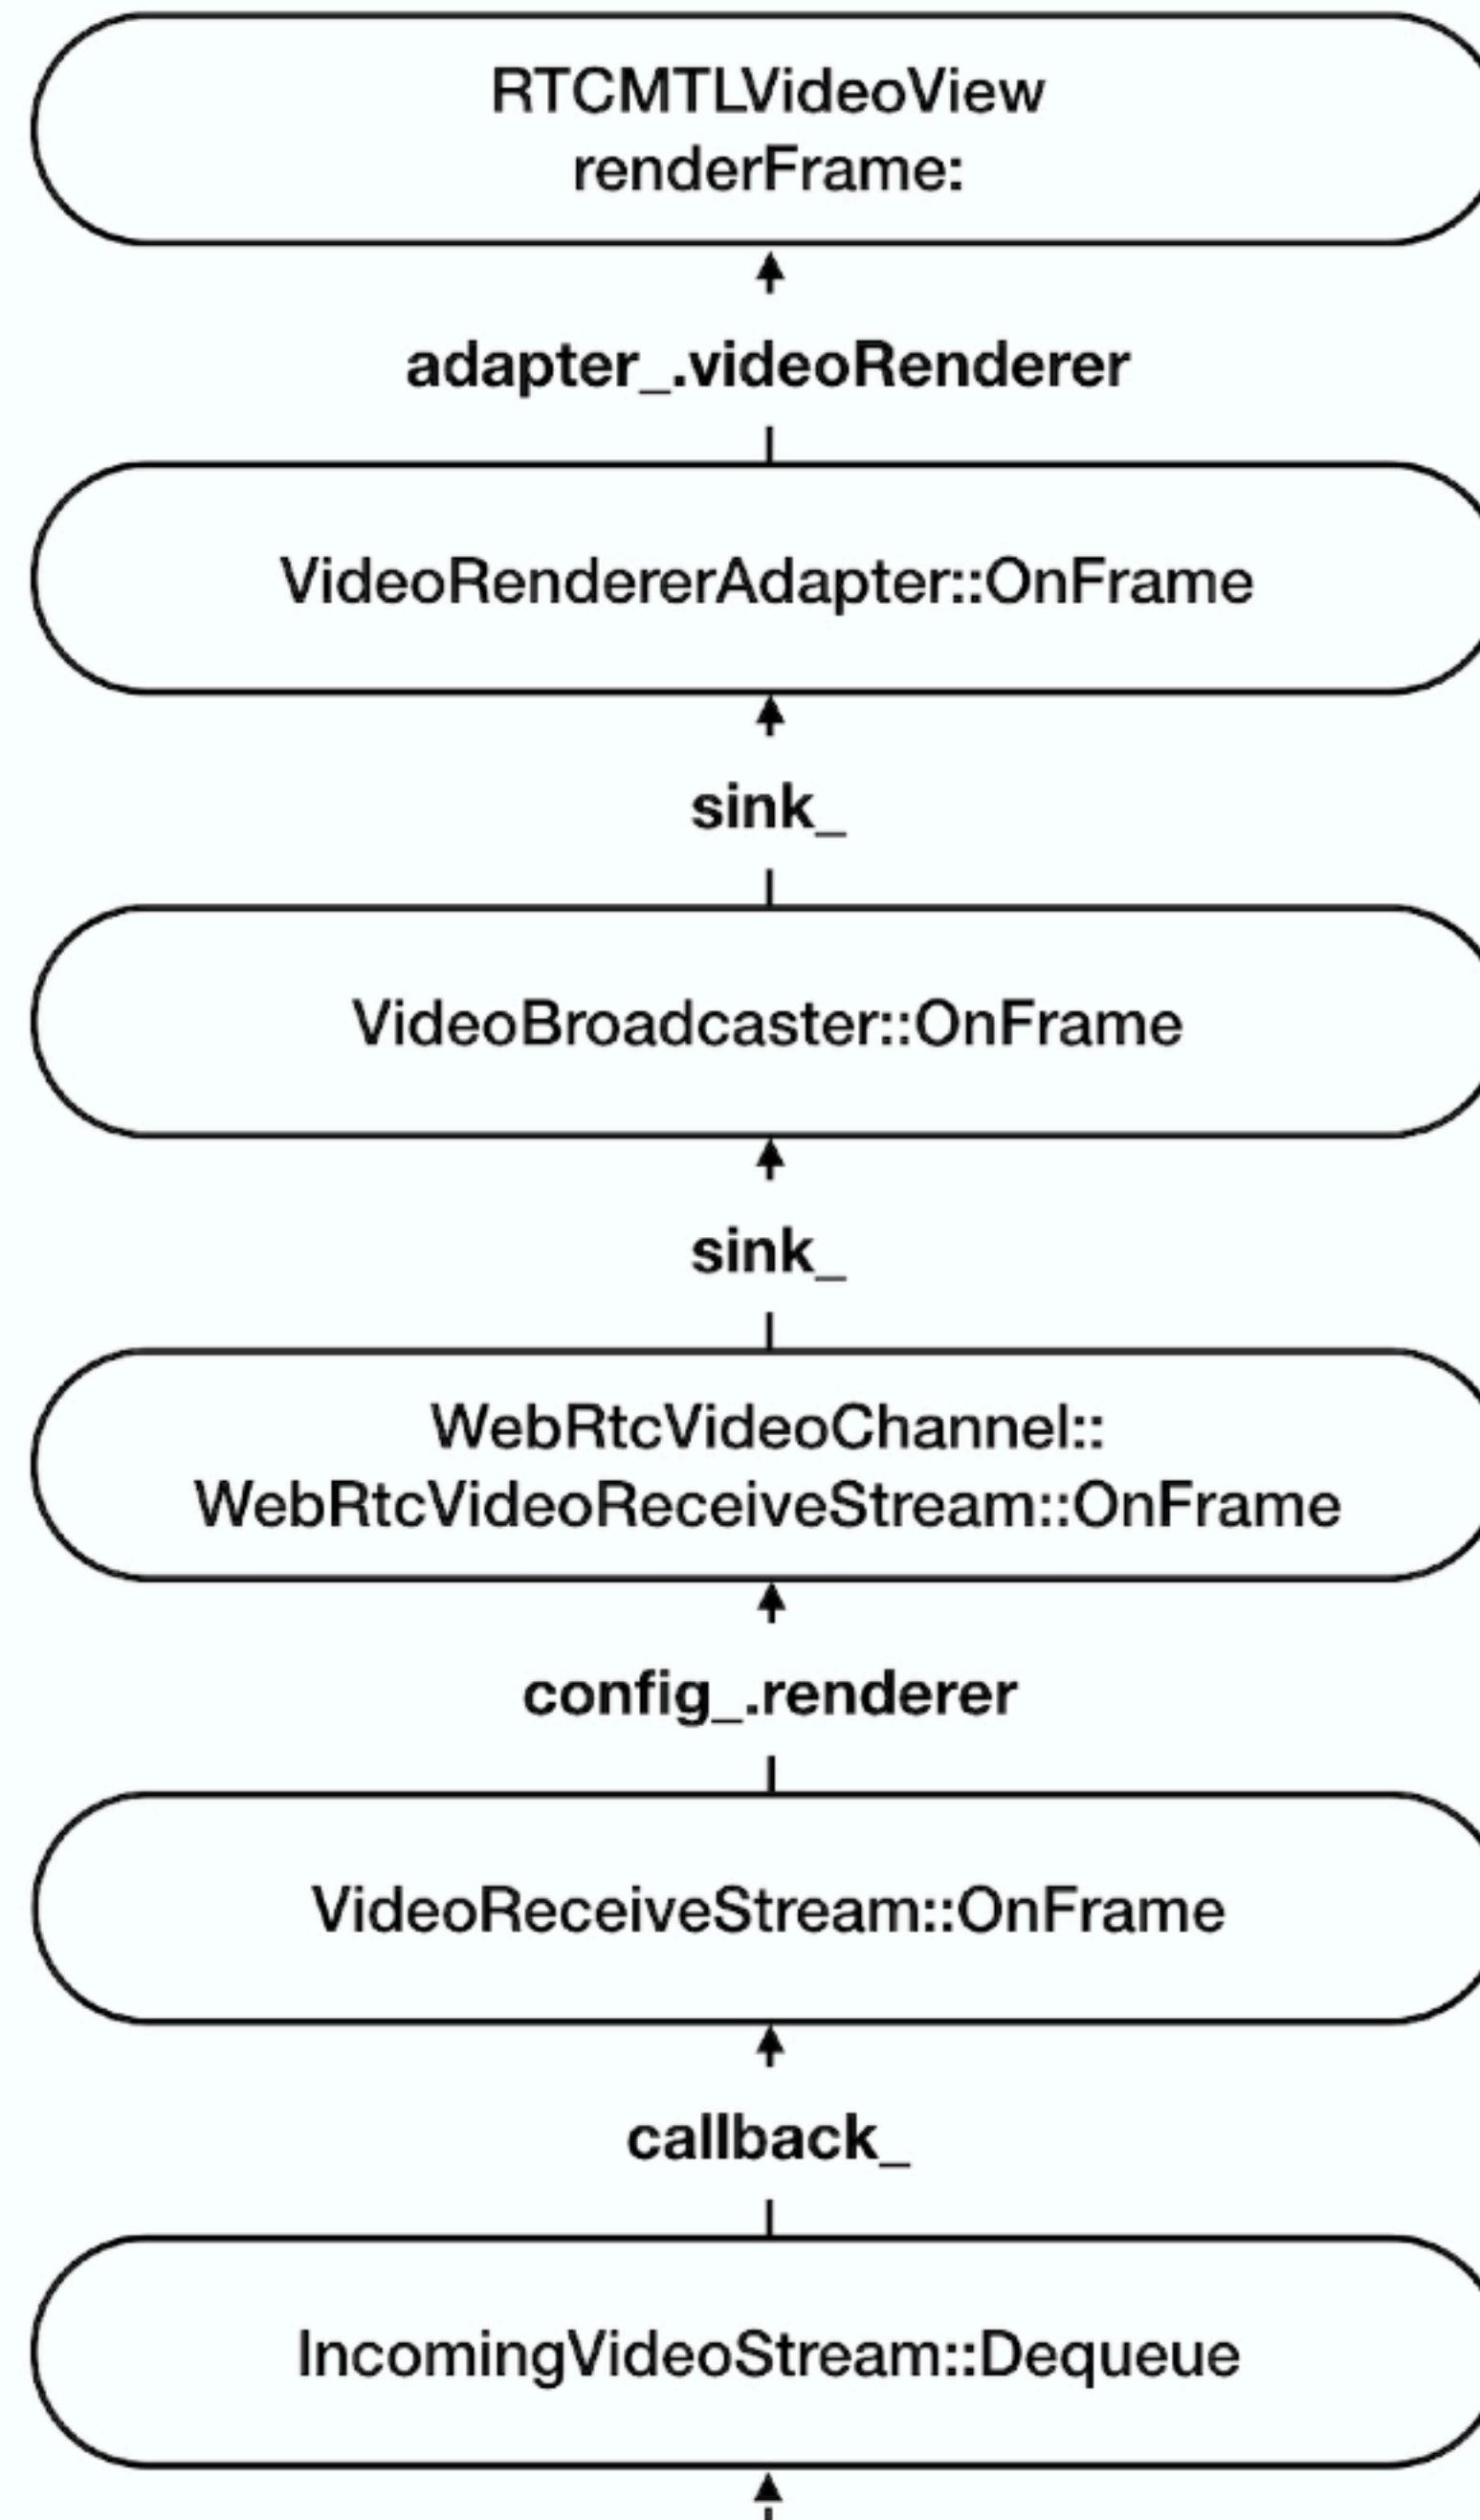 RTCMTLVideoView
renderFrame:
adapter_.videoRenderer
VideoRendererAdapter::OnFrame
sink_
VideoBroadcaster::OnFrame
sink_
WebRtcVideoChannel::
WebRtcVideoReceiveStream::OnFrame
config_.renderer
VideoReceiveStream::OnFrame
callback_
IncomingVideoStream::Dequeue